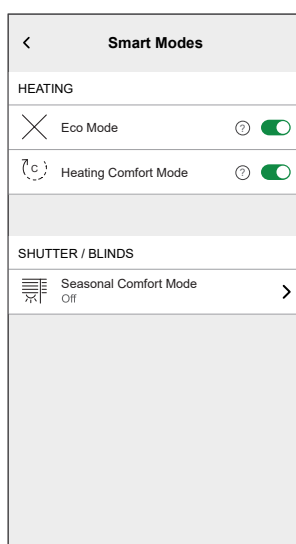 Smart Modes
HEATING
Eco Mode ?
C Heating Comfort Mode ?
SHUTTER / BLINDS
Seasonal Comfort Mode
Off